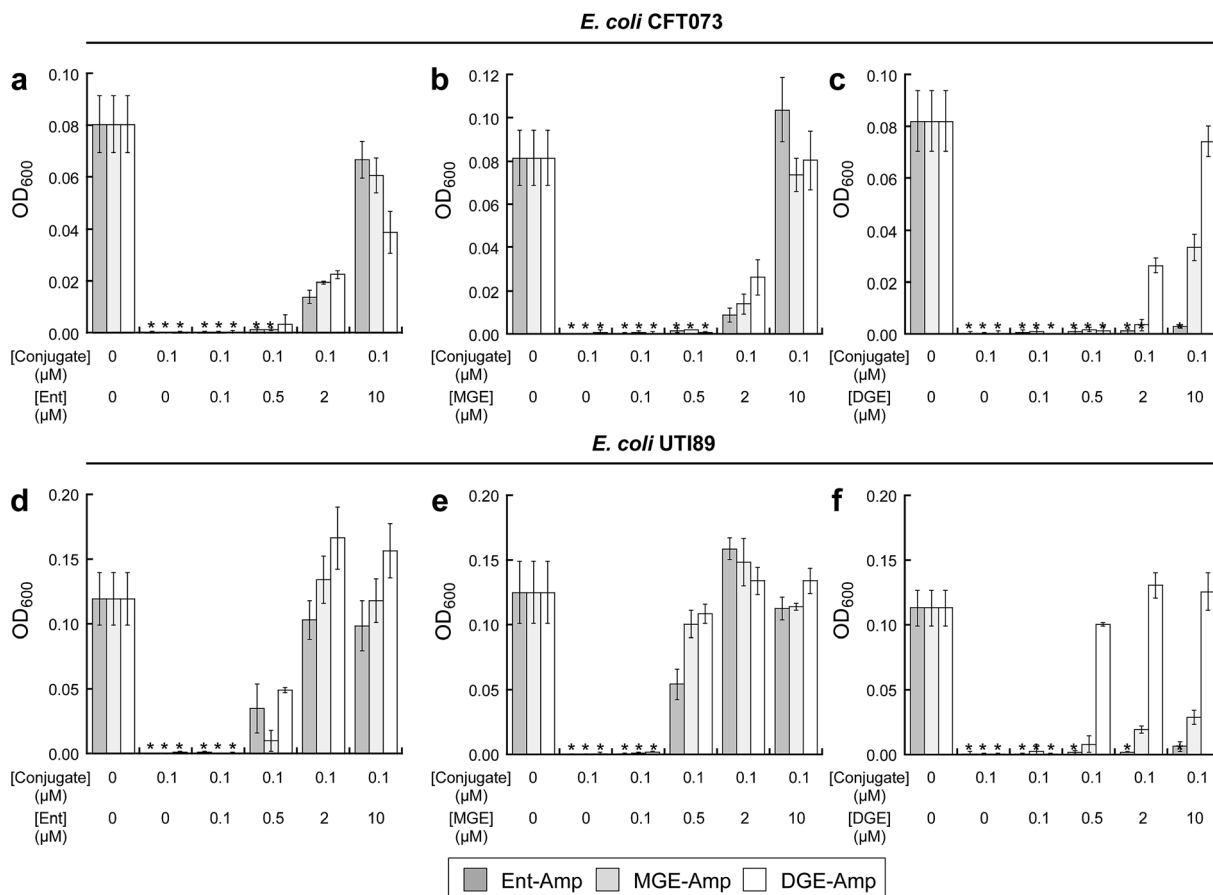 E. coli CFT073
a
b
c
0.10
0.08
0.06
0.04
0.02
0.00
OD600
* * * * * * * *
[Conjugate] 0 0.1 0.1 0.1 0.1 0.1
(µM)
[Ent] 0 0 0.1 0.5 2 10
(µM)
0.12
0.10
0.08
0.06
0.04
0.02
0.00
OD600
* * * * * * * * *
[Conjugate] 0 0.1 0.1 0.1 0.1 0.1
(µM)
[MGE] 0 0 0.1 0.5 2 10
(µM)
0.10
0.08
0.06
0.04
0.02
0.00
OD600
* * * * * * * * * * * *
[Conjugate] 0 0.1 0.1 0.1 0.1 0.1
(µM)
[DGE] 0 0 0.1 0.5 2 10
(µM)
E. coli UTI89
d
e
f
0.20
0.15
0.10
0.05
0.00
OD600
* * * * * *
[Conjugate] 0 0.1 0.1 0.1 0.1 0.1
(µM)
[Ent] 0 0 0.1 0.5 2 10
(µM)
0.20
0.15
0.10
0.05
0.00
OD600
* * * * * *
[Conjugate] 0 0.1 0.1 0.1 0.1 0.1
(µM)
[MGE] 0 0 0.1 0.5 2 10
(µM)
0.20
0.15
0.10
0.05
0.00
OD600
* * * * * * * * *
[Conjugate] 0 0.1 0.1 0.1 0.1 0.1
(µM)
[DGE] 0 0 0.1 0.5 2 10
(µM)
Ent-Amp MGE-Amp DGE-Amp